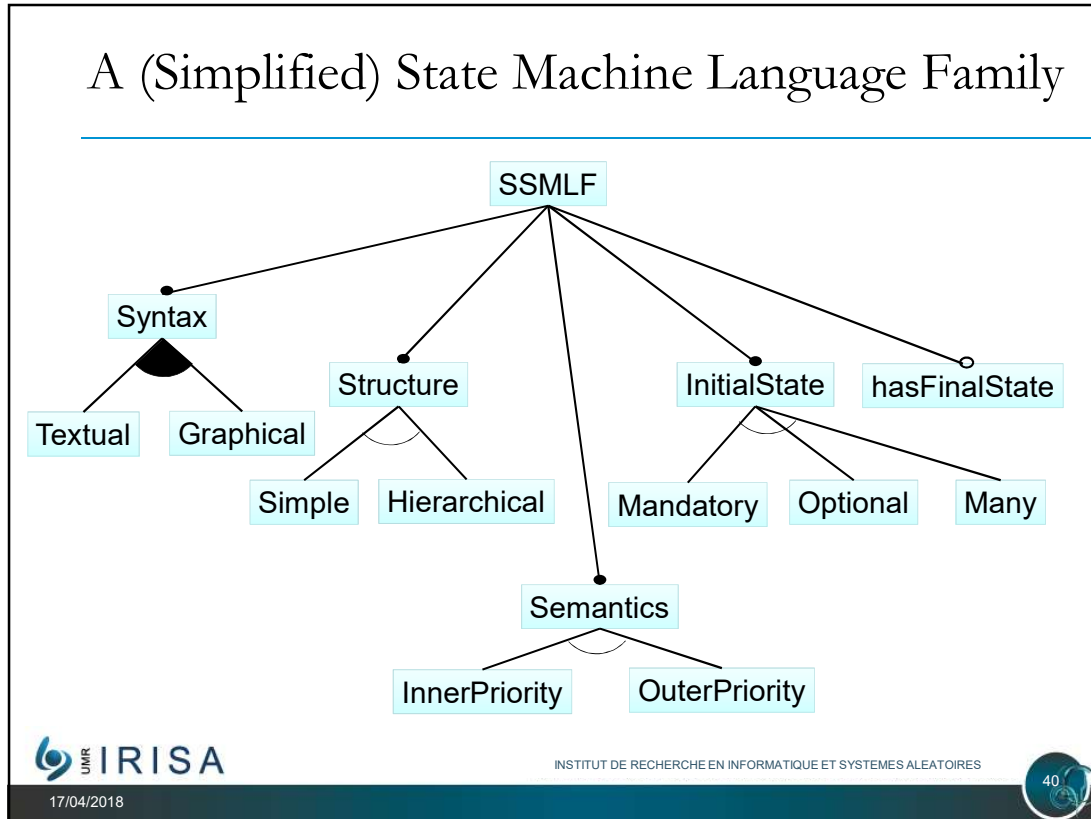 A (Simplified) State Machine Language Family
SSMLF
Syntax
Structure
InitialState
hasFinalState
Textual
Graphical
Simple
Hierarchical
Mandatory
Optional
Many
Semantics
InnerPriority
OuterPriority
UMR IRISA
INSTITUT DE RECHERCHE EN INFORMATIQUE ET SYSTEMES ALEATOIRES
40
17/04/2018